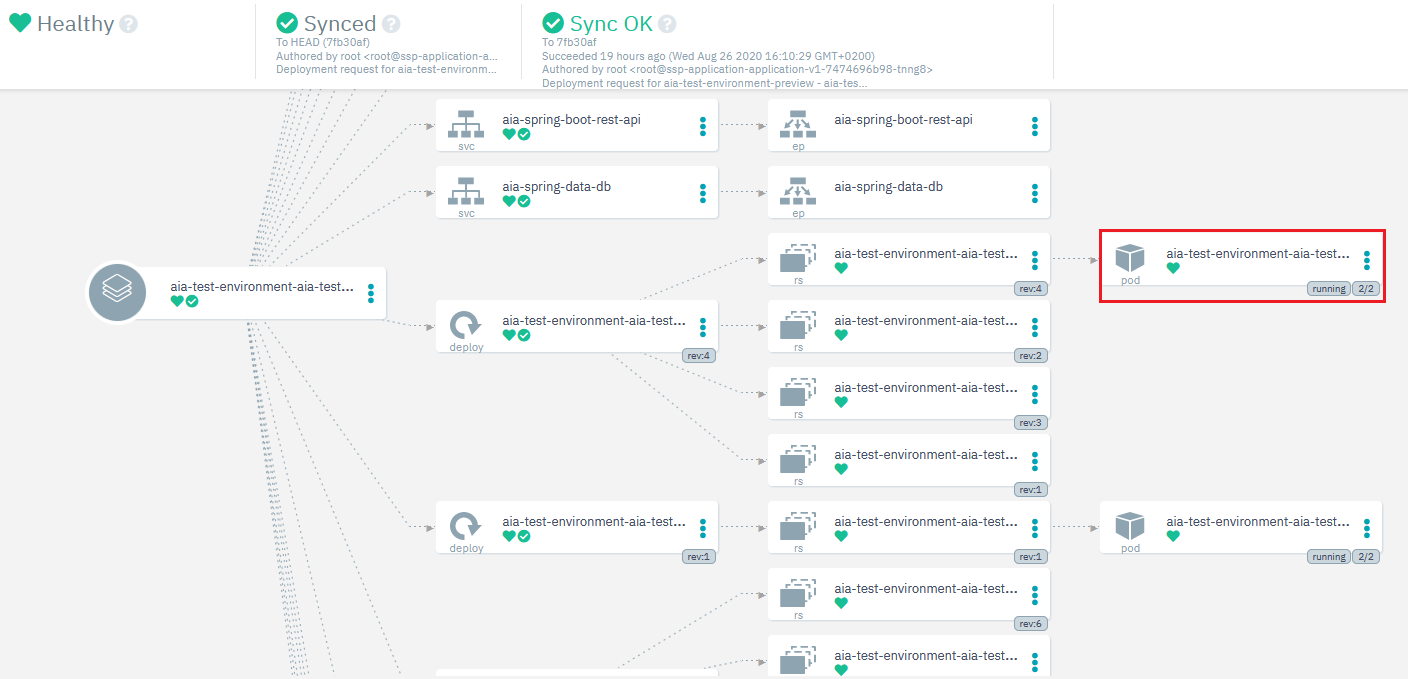 Healthy ?
Synced ?
To HEAD (7fb30af)
Authored by root <root@ssp-application-a...
Deployment request for aia-test-environm...
Sync OK ?
To 7fb30af
Succeeded 19 hours ago (Wed Aug 26 2020 16:10:29 GMT+0200)
Authored by root <root@ssp-application-application-v1-7474696b98-tnng8>
Deployment request for aia-test-environment-preview - aia-tes...
aia-spring-boot-rest-api
svc
aia-spring-boot-rest-api
ep
aia-spring-data-db
svc
aia-spring-data-db
ep
aia-test-environment-aia-test...
rs
rev:4
aia-test-environment-aia-test...
pod
running 2/2
aia-test-environment-aia-test...
aia-test-environment-aia-test...
deploy
rev:4
aia-test-environment-aia-test...
rs
rev:2
aia-test-environment-aia-test...
rs
rev:3
aia-test-environment-aia-test...
rs
rev:1
aia-test-environment-aia-test...
deploy
rev:1
aia-test-environment-aia-test...
rs
rev:1
aia-test-environment-aia-test...
pod
running 2/2
aia-test-environment-aia-test...
rs
rev:6
aia-test-environment-aia-test...